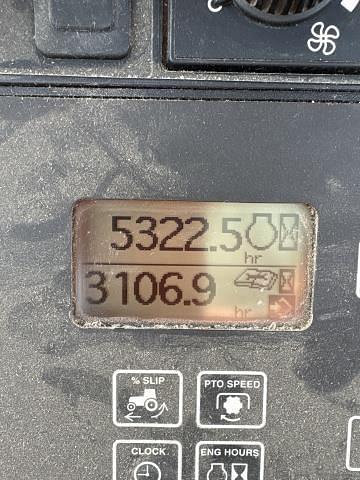 5322.5
hr
3106.9
hr
% SLIP PTO SPEED
CLOCK ENG HOURS